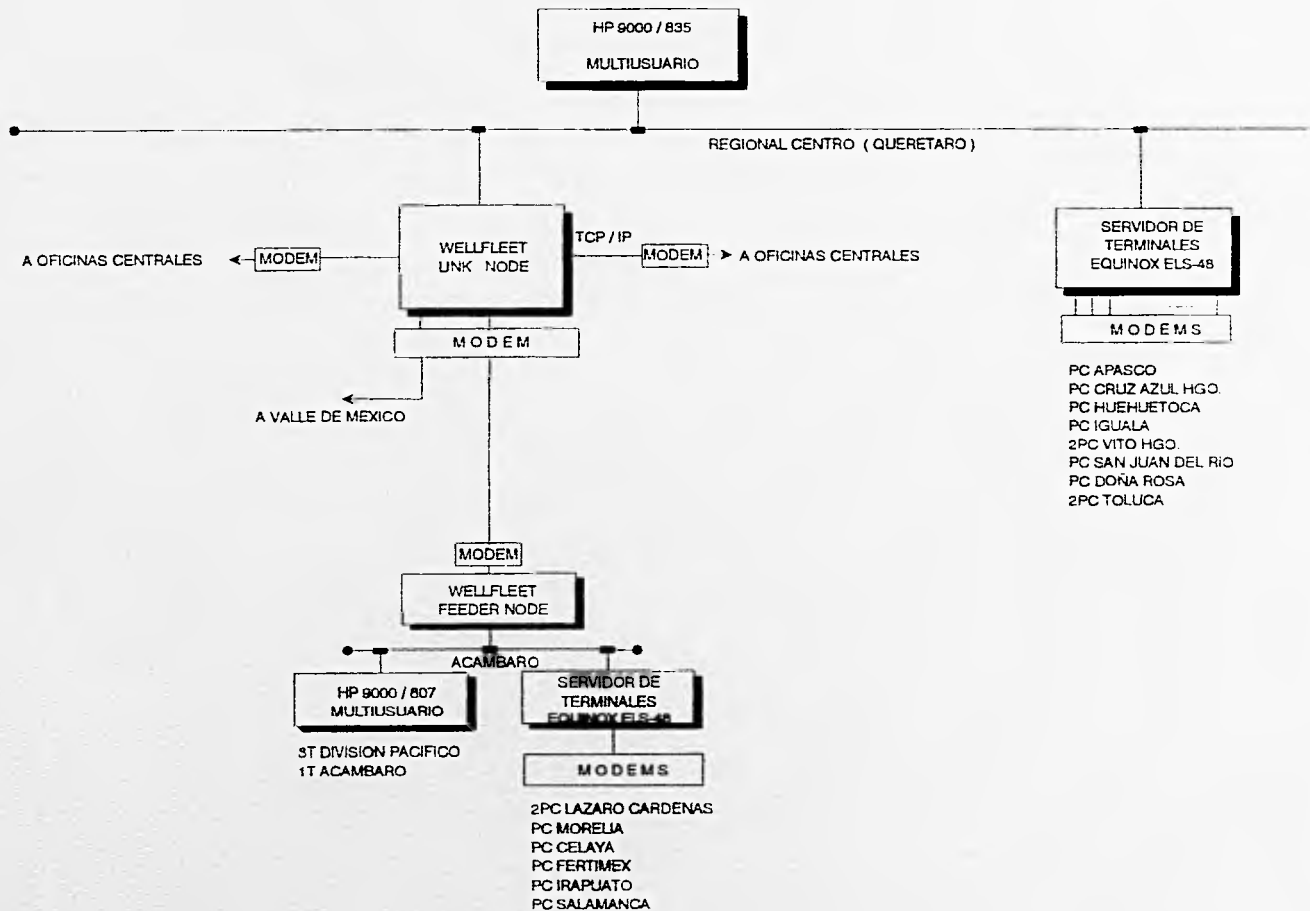 HP 9000 / 835
MULTIUSUARIO
REGIONAL CENTRO ( QUERETARO )
WELLFLEET
LINK NODE
TCP / IP
A OFICINAS CENTRALES
MODEM
MODEM
A OFICINAS CENTRALES
MODEM
A VALLE DE MEXICO
SERVIDOR DE
TERMINALES
EQUINOX ELS-48
MODEMS
PC APASCO
PC CRUZ AZUL HGO.
PC HUEHUETOCA
PC IGUALA
2PC VITO HGO.
PC SAN JUAN DEL RIO
PC DOÑA ROSA
2PC TOLUCA
MODEM
WELLFLEET
FEEDER NODE
ACAMBARO
HP 9000 / 807
MULTIUSUARIO
3T DIVISION PACIFICO
1T ACAMBARO
SERVIDOR DE
TERMINALES
EQUINOX ELS-48
MODEMS
2PC LAZARO CARDENAS
PC MORELIA
PC CELAYA
PC FERTIMEX
PC IRAPUATO
PC SALAMANCA